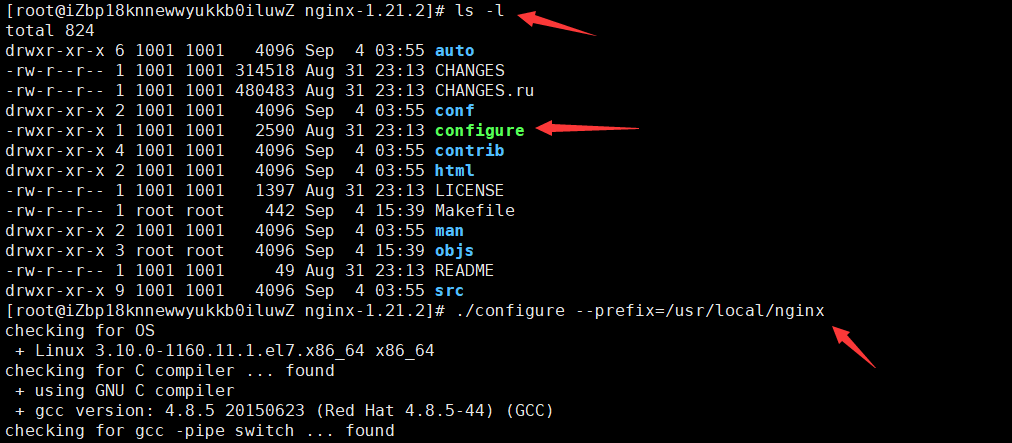 [root@iZbp18knnewwyukkb0iluwZ nginx-1.21.2]# ls -l
total 824
drwxr-xr-x 6 1001 1001   4096 Sep  4 03:55 auto
-rw-r--r-- 1 1001 1001 314518 Aug 31 23:13 CHANGES
-rw-r--r-- 1 1001 1001 480483 Aug 31 23:13 CHANGES.ru
drwxr-xr-x 2 1001 1001   4096 Sep  4 03:55 conf
-rwxr-xr-x 1 1001 1001   2590 Aug 31 23:13 configure
drwxr-xr-x 4 1001 1001   4096 Sep  4 03:55 contrib
drwxr-xr-x 2 1001 1001   4096 Sep  4 03:55 html
-rw-r--r-- 1 1001 1001   1397 Aug 31 23:13 LICENSE
-rw-r--r-- 1 root root    442 Sep  4 15:39 Makefile
drwxr-xr-x 2 1001 1001   4096 Sep  4 03:55 man
drwxr-xr-x 3 root root   4096 Sep  4 15:39 objs
-rw-r--r-- 1 1001 1001     49 Aug 31 23:13 README
drwxr-xr-x 9 1001 1001   4096 Sep  4 03:55 src
[root@iZbp18knnewwyukkb0iluwZ nginx-1.21.2]# ./configure --prefix=/usr/local/nginx
checking for OS
 + Linux 3.10.0-1160.11.1.el7.x86_64 x86_64
checking for C compiler ... found
 + using GNU C compiler
 + gcc version: 4.8.5 20150623 (Red Hat 4.8.5-44) (GCC)
checking for gcc -pipe switch ... found